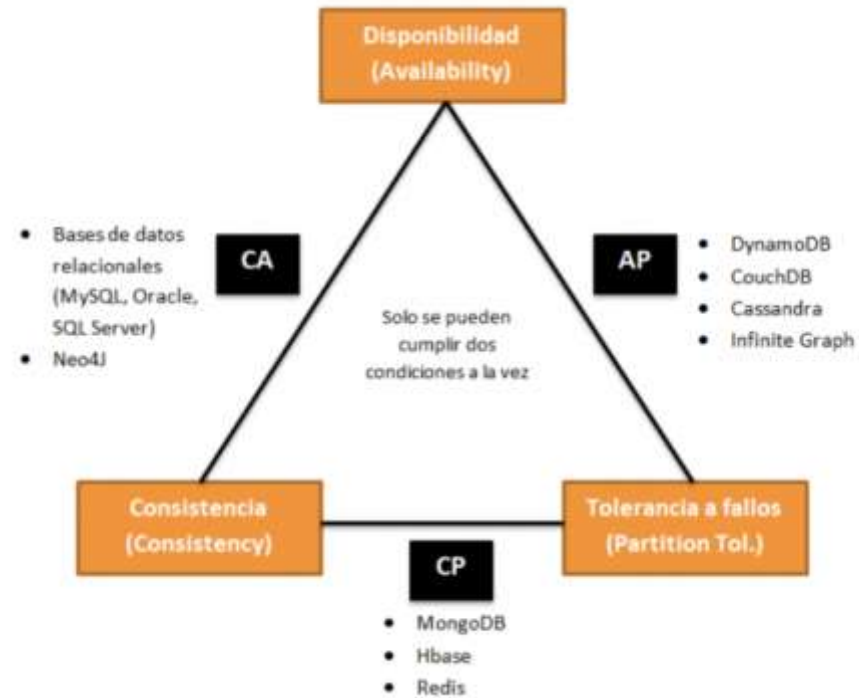 Disponibilidad
(Availability)
• Bases de datos
relacionales
(MySQL, Oracle,
SQL Server)
• Neo4J
CA
AP
• DynamoDB
• CouchDB
• Cassandra
• Infinite Graph
Solo se pueden
cumplir dos
condiciones a la vez
Consistencia
(Consistency)
Tolerancia a fallos
(Partition Tol.)
CP
• MongoDB
• Hbase
• Redis